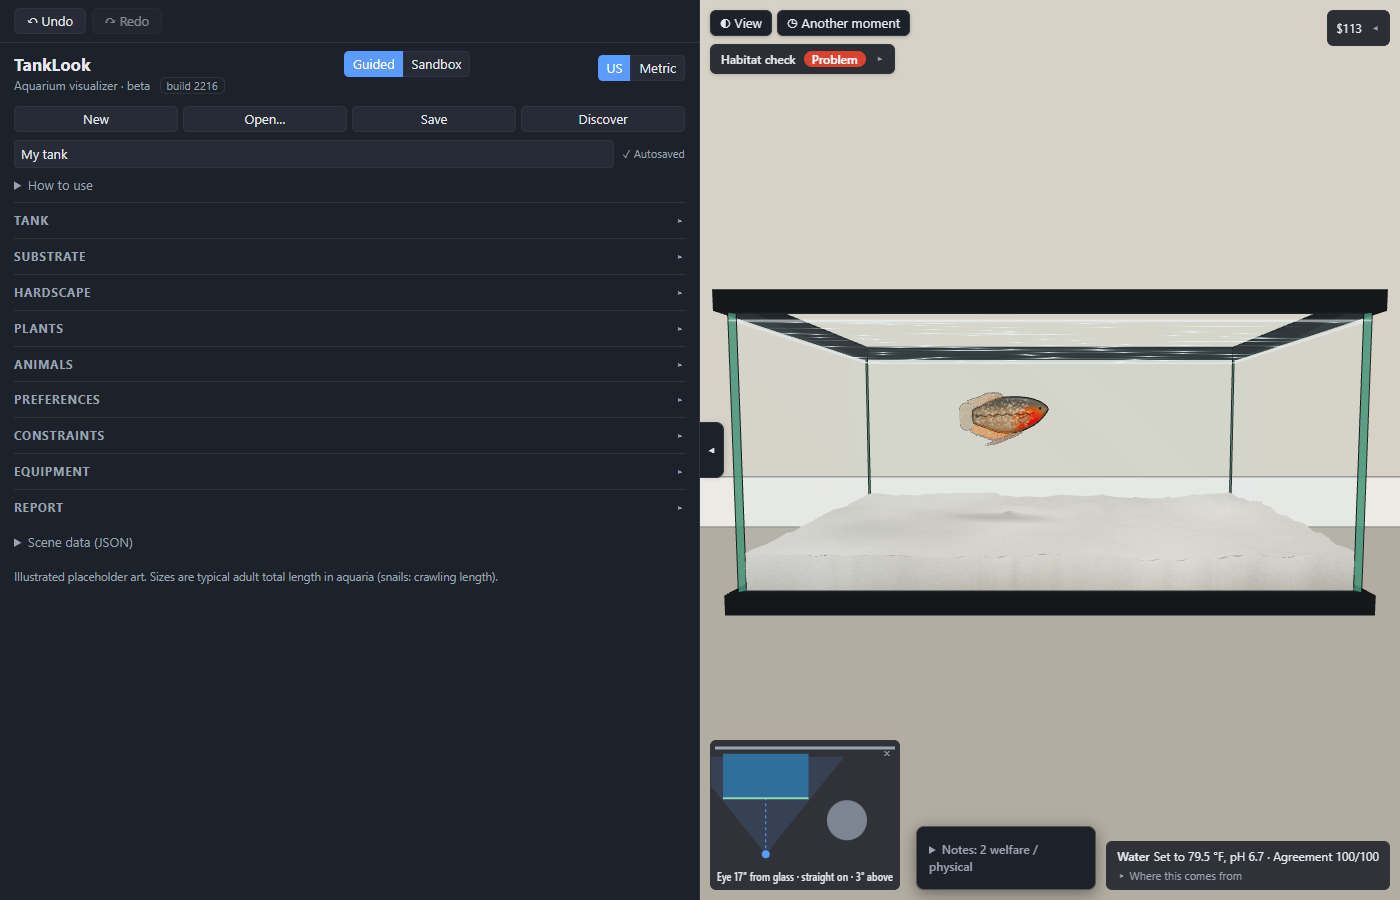 ↶ Undo
↷ Redo
TankLook
Aquarium visualizer · beta
build 2216
Guided
Sandbox
US
Metric
New
Open...
Save
Discover
My tank
✓ Autosaved
How to use
TANK
SUBSTRATE
HARDSCAPE
PLANTS
ANIMALS
PREFERENCES
CONSTRAINTS
EQUIPMENT
REPORT
Scene data (JSON)
Illustrated placeholder art. Sizes are typical adult total length in aquaria (snails: crawling length).
View
Another moment
Habitat check Problem
$113
Eye 17″ from glass · straight on · 3° above
Notes: 2 welfare /
physical
Water Set to 79.5 °F, pH 6.7 · Agreement 100/100
Where this comes from